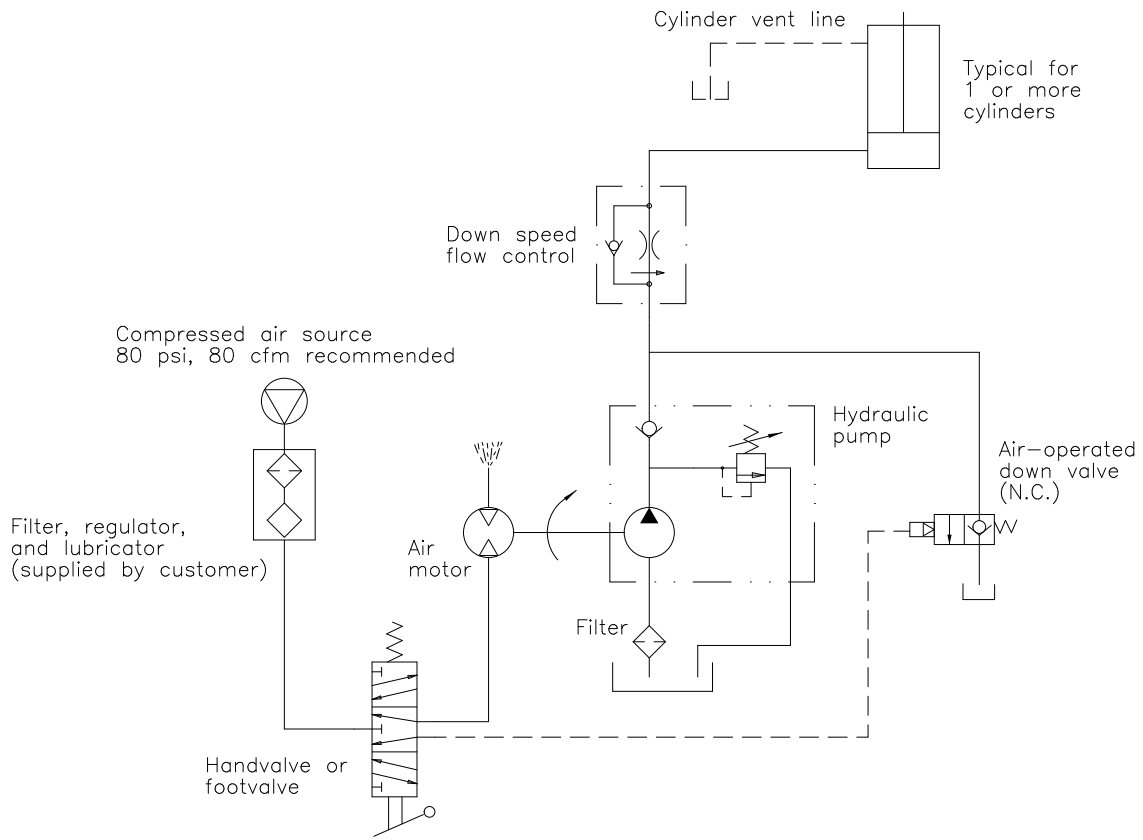 Cylinder vent line
Typical for
1 or more
cylinders
Down speed
flow control
Compressed air source
80 psi, 80 cfm recommended
Hydraulic
pump
Air-operated
down valve
(N.C.)
Filter, regulator,
and lubricator
(supplied by customer)
Air
motor
Filter
Handvalve or
footvalve